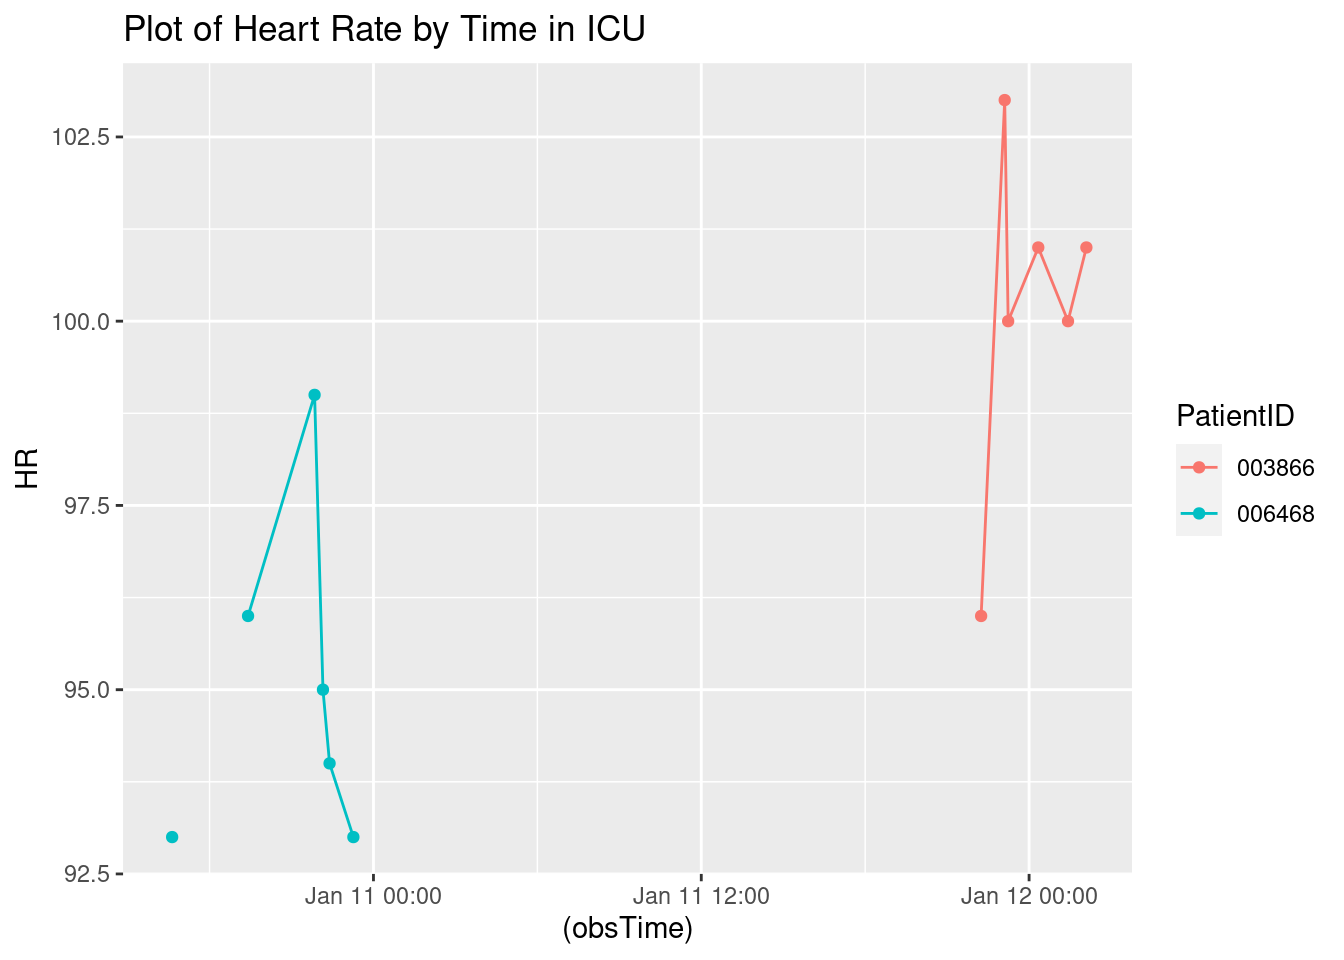 Plot of Heart Rate by Time in ICU
102.5
100.0
97.5
95.0
92.5
HR
Jan 11 00:00
Jan 11 12:00
Jan 12 00:00
(obsTime)
PatientID
003866
006468